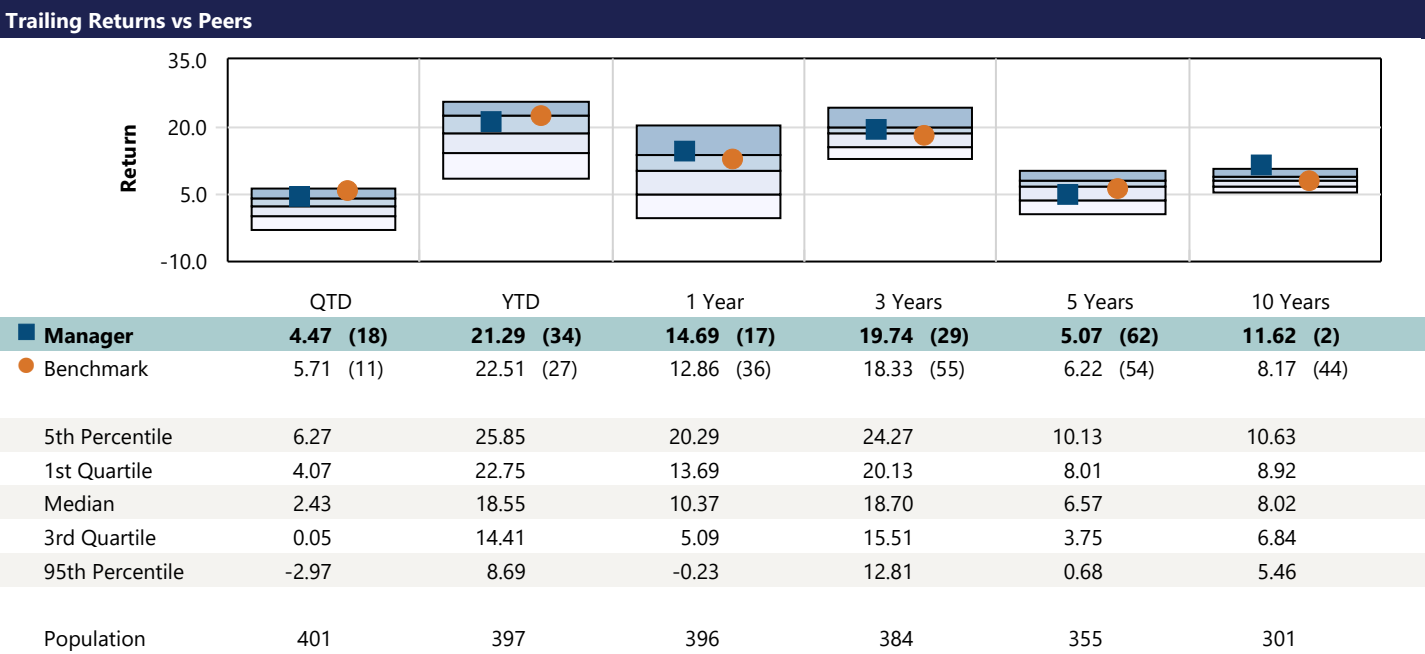 Trailing Returns vs Peers
35.0
20.0
5.0
-10.0
Return
QTD YTD 1 Year 3 Years 5 Years 10 Years
Manager 4.47 (18) 21.29 (34) 14.69 (17) 19.74 (29) 5.07 (62) 11.62 (2)
Benchmark 5.71 (11) 22.51 (27) 12.86 (36) 18.33 (55) 6.22 (54) 8.17 (44)
5th Percentile 6.27 25.85 20.29 24.27 10.13 10.63
1st Quartile 4.07 22.75 13.69 20.13 8.01 8.92
Median 2.43 18.55 10.37 18.70 6.57 8.02
3rd Quartile 0.05 14.41 5.09 15.51 3.75 6.84
95th Percentile -2.97 8.69 -0.23 12.81 0.68 5.46
Population 401 397 396 384 355 301